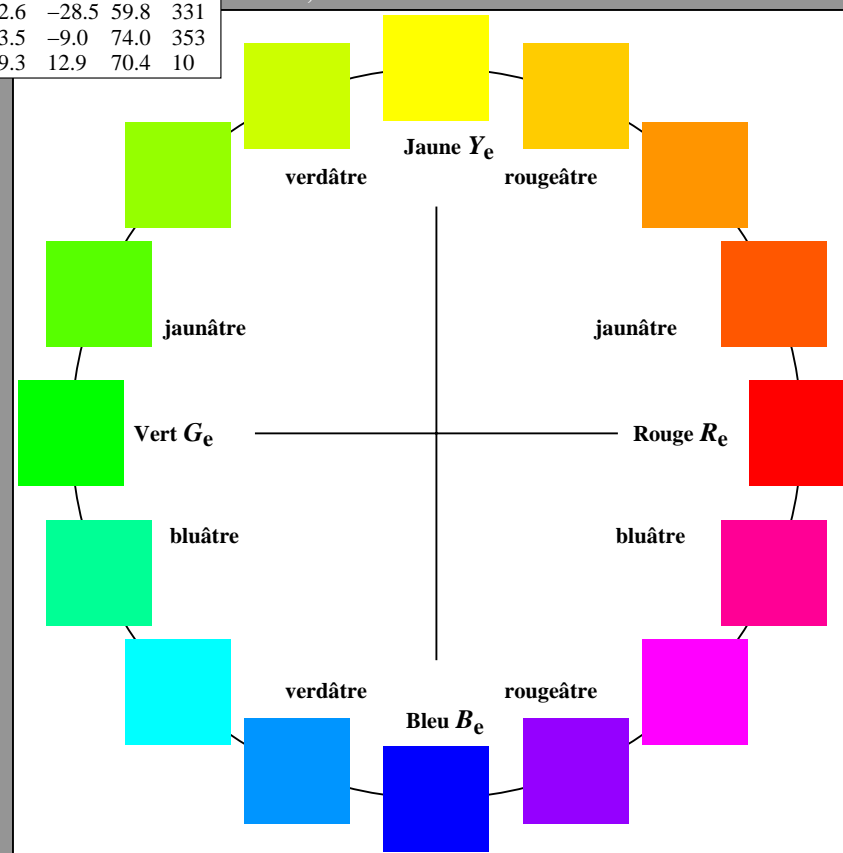 2.6 −28.5 59.8 331
3.5 −9.0 74.0 353
9.3 12.9 70.4 10
Jaune Ye
verdâtre rougeâtre
jaunâtre jaunâtre
Vert Ge Rouge Re
bluâtre bluâtre
verdâtre rougeâtre
Bleu Be